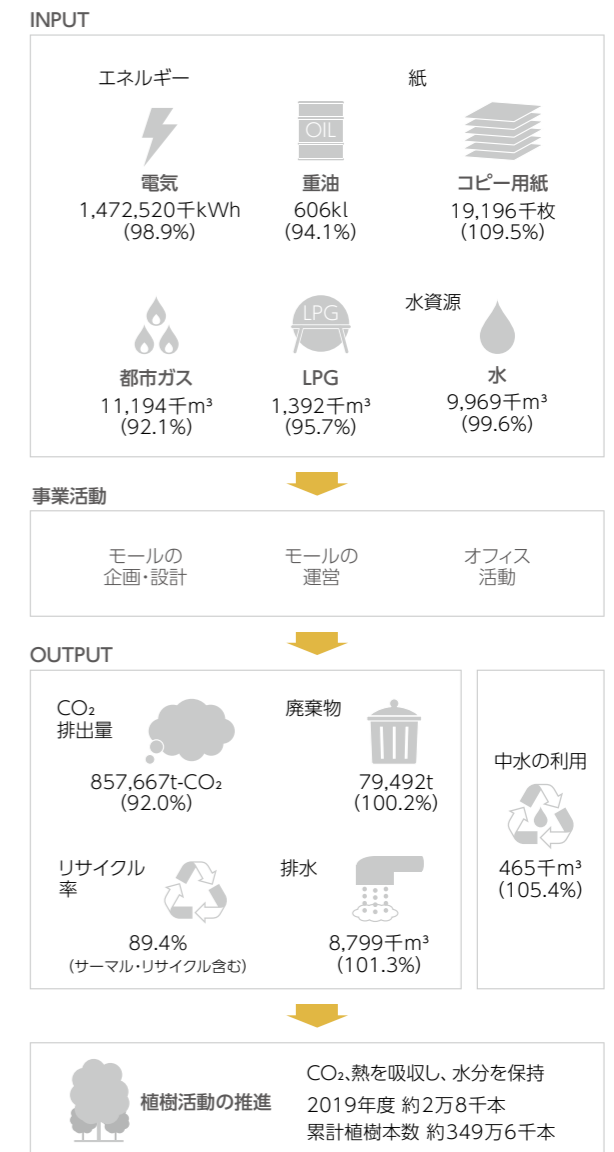 INPUT
エネルギー
紙
OIL
電気
1,472,520千kWh
(98.9%)
重油
606kl
(94.1%)
コピー用紙
19,196千枚
(109.5%)
水資源
LPG
都市ガス
11,194千m³
(92.1%)
LPG
1,392千m³
(95.7%)
水
9,969千m³
(99.6%)
事業活動
モールの
企画・設計
モールの
運営
オフィス
活動
OUTPUT
CO₂
排出量
857,667t-CO₂
(92.0%)
廃棄物
79,492t
(100.2%)
リサイクル
率
89.4%
(サーマル・リサイクル含む)
排水
8,799千m³
(101.3%)
中水の利用
465千m³
(105.4%)
植樹活動の推進
CO₂、熱を吸収し、水分を保持
2019年度 約2万8千本
累計植樹本数 約349万6千本